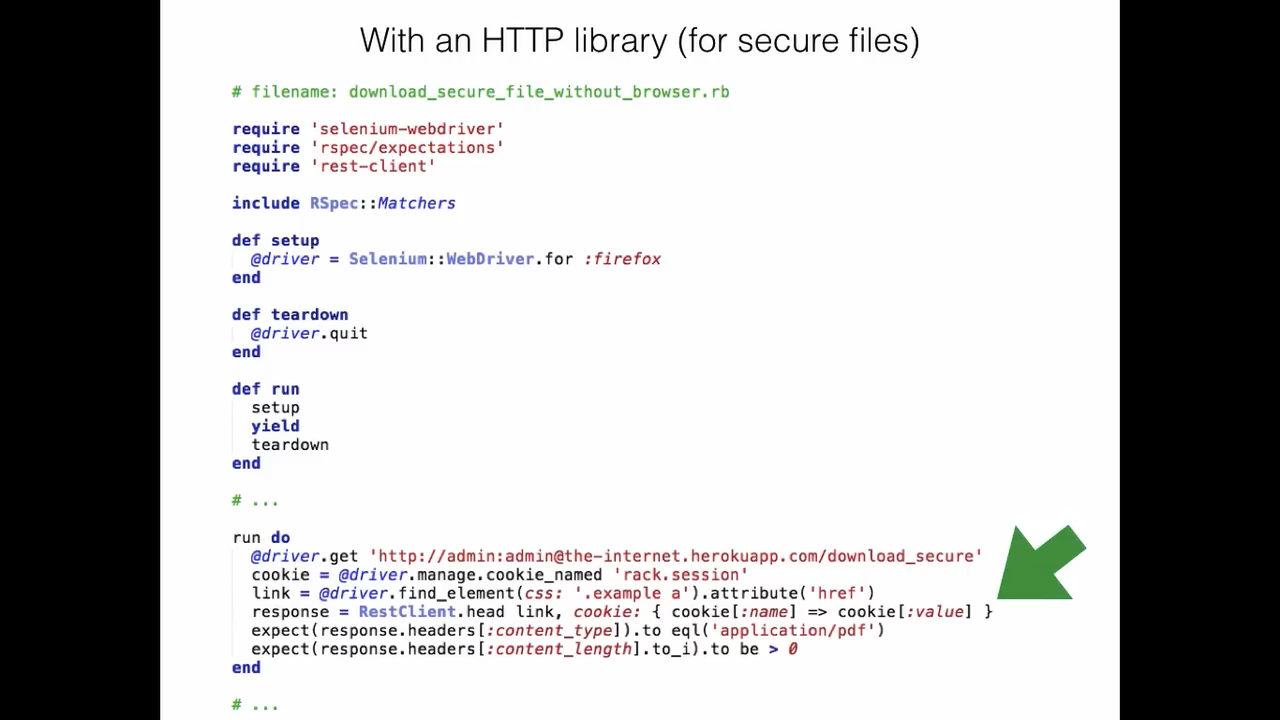 With an HTTP library (for secure files)
# filename: download_secure_file_without_browser.rb
require 'selenium-webdriver'
require 'rspec/expectations'
require 'rest-client'
include RSpec::Matchers
def setup
  @driver = Selenium::WebDriver.for :firefox
end
def teardown
  @driver.quit
end
def run
  setup
  yield
  teardown
end
# ...
run do
  @driver.get 'http://admin:admin@the-internet.herokuapp.com/download_secure'
  cookie = @driver.manage.cookie_named 'rack.session'
  link = @driver.find_element(css: '.example a').attribute('href')
  response = RestClient.head link, cookie: { cookie[:name] => cookie[:value] }
  expect(response.headers[:content_type]).to eql('application/pdf')
  expect(response.headers[:content_length].to_i).to be > 0
end
# ...